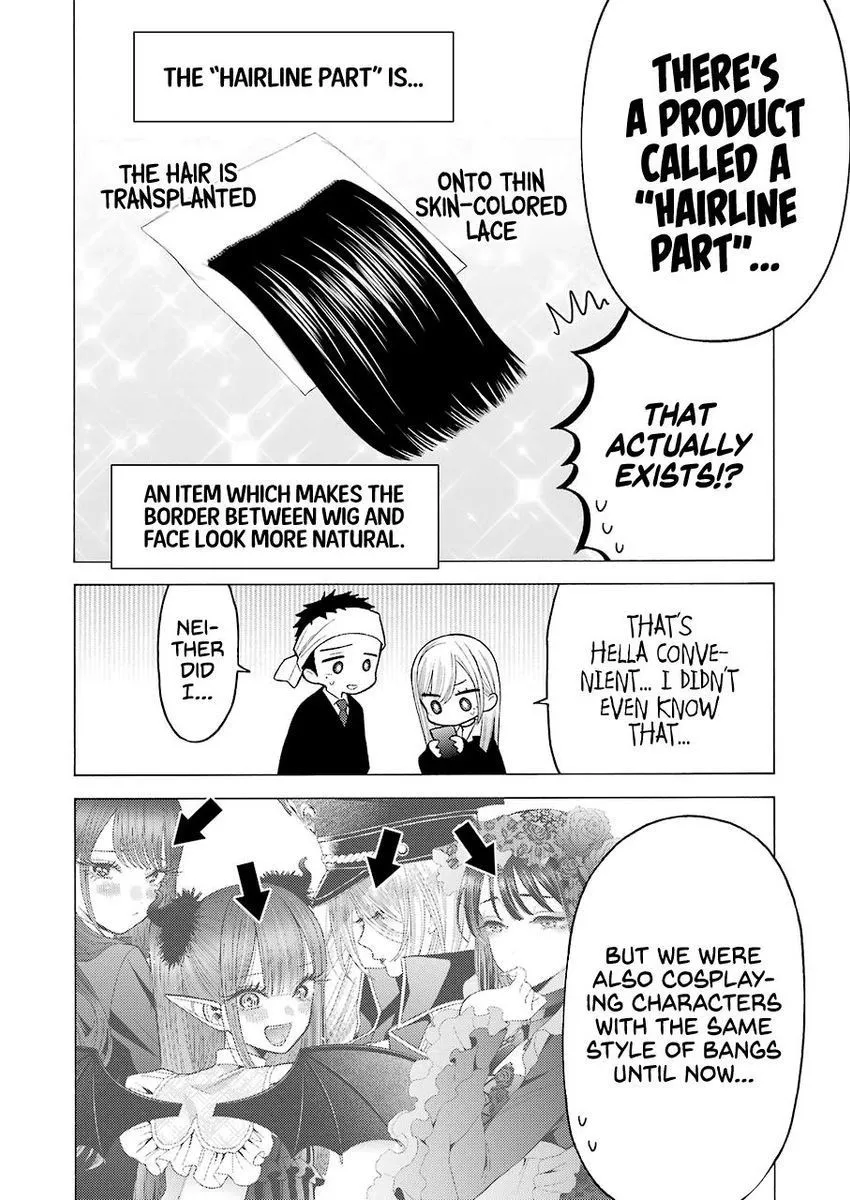 THERE'S
A PRODUCT
CALLED A
"HAIRLINE
PART"...
THE "HAIRLINE PART" IS...
THE HAIR IS
TRANSPLANTED
ONTO THIN
SKIN-COLORED
LACE
AN ITEM WHICH MAKES THE
BORDER BETWEEN WIG AND
FACE LOOK MORE NATURAL.
THAT
ACTUALLY
EXISTS!?
THAT'S
HELLA CONVE-
NIENT... I DIDN'T
EVEN KNOW
THAT...
NEI-
THER
DID
I...
BUT WE WERE
ALSO COSPLAY-
ING CHARACTERS
WITH THE SAME
STYLE OF BANGS
UNTIL NOW...